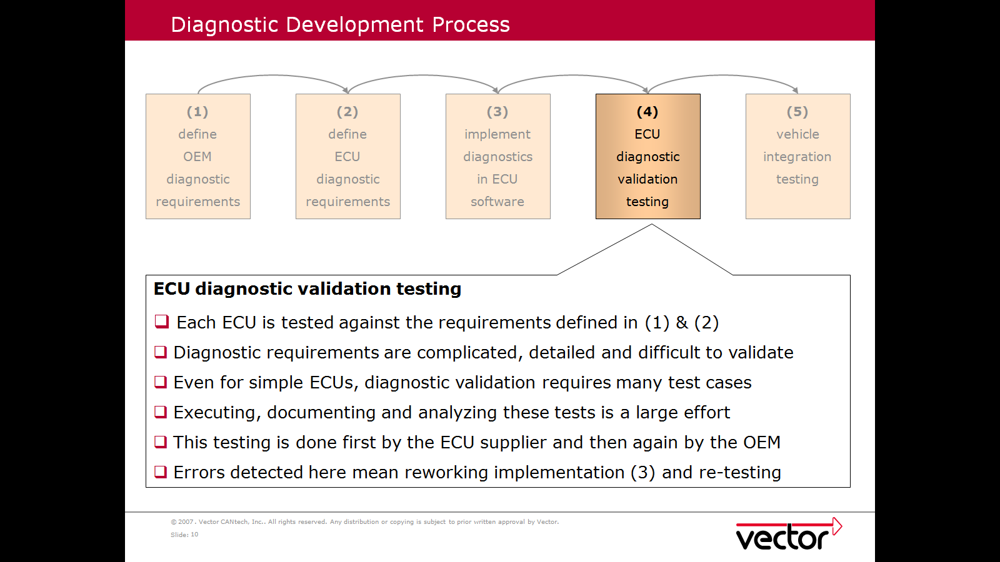 Diagnostic Development Process
(1)
define
OEM
diagnostic
requirements
(2)
define
ECU
diagnostic
requirements
(3)
implement
diagnostics
in ECU
software
(4)
ECU
diagnostic
validation
testing
(5)
vehicle
integration
testing
ECU diagnostic validation testing
Each ECU is tested against the requirements defined in (1) & (2)
Diagnostic requirements are complicated, detailed and difficult to validate
Even for simple ECUs, diagnostic validation requires many test cases
Executing, documenting and analyzing these tests is a large effort
This testing is done first by the ECU supplier and then again by the OEM
Errors detected here mean reworking implementation (3) and re-testing
© 2007 . Vector CANtech, Inc.. All rights reserved. Any distribution or copying is subject to prior written approval by Vector.
Slide: 10
vector